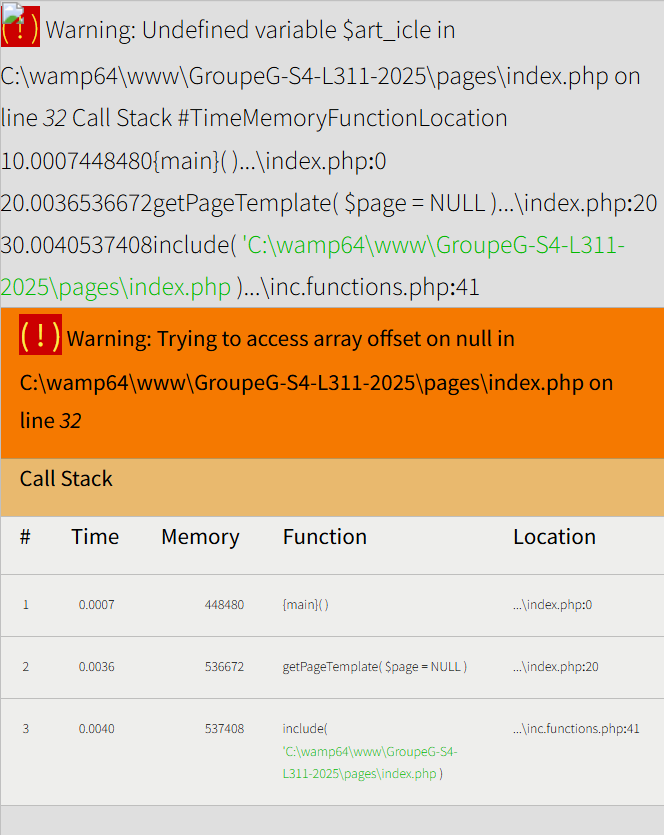 ( ! ) Warning: Undefined variable $art_icle in
C:\wamp64\www\GroupeG-S4-L311-2025\pages\index.php on
line 32 Call Stack #TimeMemoryFunctionLocation
10.0007448480{main}( )...\index.php:0
20.0036536672getPageTemplate( $page = NULL )...\index.php:20
30.0040537408include( 'C:\wamp64\www\GroupeG-S4-L311-
2025\pages\index.php )...\inc.functions.php:41
( ! ) Warning: Trying to access array offset on null in
C:\wamp64\www\GroupeG-S4-L311-2025\pages\index.php on
line 32
Call Stack
# Time Memory Function Location
1 0.0007 448480 {main}( ) ...\index.php:0
2 0.0036 536672 getPageTemplate( $page = NULL ) ...\index.php:20
3 0.0040 537408 include( ...\inc.functions.php:41
'C:\wamp64\www\GroupeG-S4-
L311-2025\pages\index.php )